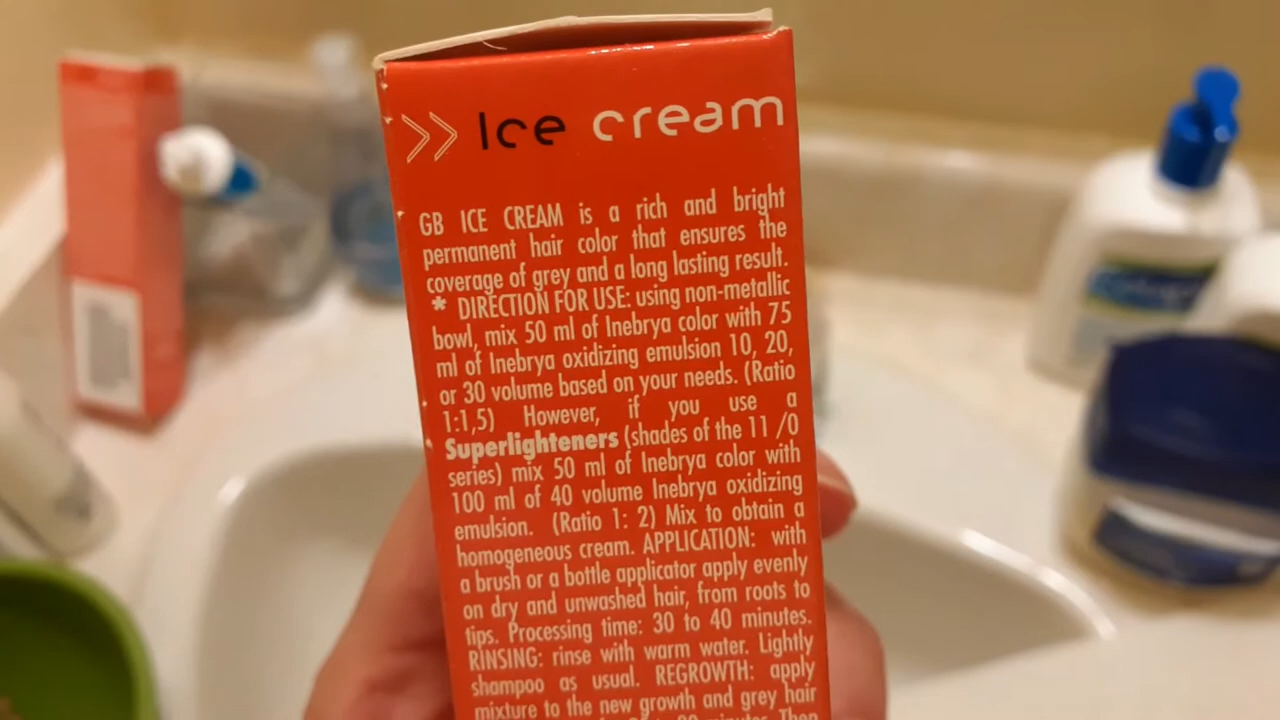 >> Ice cream
GB ICE CREAM is a rich and bright
permanent hair color that ensures the
coverage of grey and a long lasting result.
* DIRECTION FOR USE: using non-metallic
bowl, mix 50 ml of Inebrya color with 75
ml of Inebrya oxidizing emulsion 10, 20,
or 30 volume based on your needs. (Ratio
1:1,5) However, if you use a
Superlighteners (shades of the 11 /0
series) mix 50 ml of Inebrya color with
100 ml of 40 volume Inebrya oxidizing
emulsion. (Ratio 1: 2) Mix to obtain a
homogeneous cream. APPLICATION: with
a brush or a bottle applicator apply evenly
on dry and unwashed hair, from roots to
tips. Processing time: 30 to 40 minutes.
RINSING: rinse with warm water. Lightly
shampoo as usual. REGROWTH: apply
mixture to the new growth and grey hair
minutes. Then